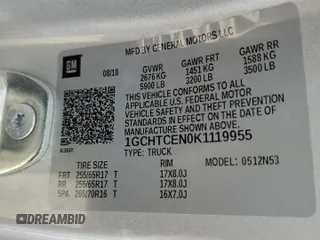 MFD BY GENERAL MOTORS LLC
GM
08/18 GVWR GAWR FRT GAWR RR
2676 KG 1451 KG 1588 KG
5900 LB 3200 LB 3500 LB
THIS VEHICLE CONFORMS TO ALL APPLICABLE
U.S. FEDERAL MOTOR VEHICLE SAFETY
AND THEFT PREVENTION STANDARDS IN EFFECT ON
THE DATE OF MANUFACTURE SHOWN ABOVE.
1GCHTCEN0K1119955
TYPE: TRUCK
MODEL: 0512N53
TIRE SIZE RIM
FRT 255/65R17 T 17X8.0J
RR 255/65R17 T 17X8.0J
SPA 265/70R16 T 16X7.0J
DREAMBID